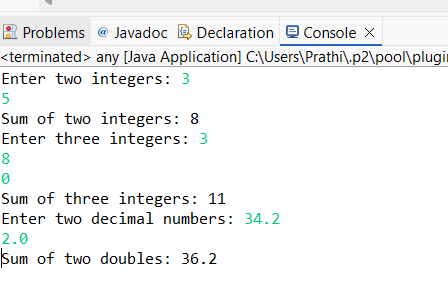 Problems @ Javadoc Declaration Console
<terminated> any [Java Application] C:\Users\Prathi\.p2\pool\plugin
Enter two integers: 3
5
Sum of two integers: 8
Enter three integers: 3
8
0
Sum of three integers: 11
Enter two decimal numbers: 34.2
2.0
Sum of two doubles: 36.2